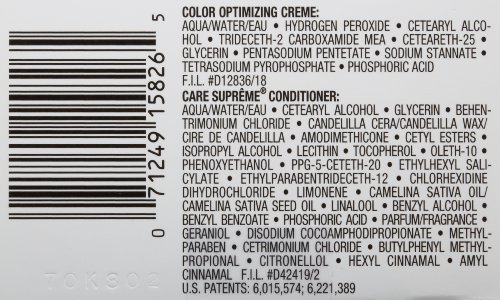 COLOR OPTIMIZING CREME:
AQUA/WATER/EAU • HYDROGEN PEROXIDE • CETEARYL ALCO-
HOL • TRIDECETH-2 CARBOXAMIDE MEA • CETEARETH-25 •
GLYCERIN • PENTASODIUM PENTETATE • SODIUM STANNATE •
TETRASODIUM PYROPHOSPHATE • PHOSPHORIC ACID
F.I.L. #D12836/18
CARE SUPRÊME® CONDITIONER:
AQUA/WATER/EAU • CETEARYL ALCOHOL • GLYCERIN • BEHEN-
TRIMONIUM CHLORIDE • CANDELILLA CERA/CANDELILLA WAX/
CIRE DE CANDELILLA • AMODIMETHICONE • CETYL ESTERS •
ISOPROPYL ALCOHOL • LECITHIN • TOCOPHEROL • OLETH-10 •
PHENOXYETHANOL • PPG-5-CETETH-20 • ETHYLHEXYL SALI-
CYLATE • ETHYLPARABENTRIDECETH-12 • CHLORHEXIDINE
DIHYDROCHLORIDE • LIMONENE • CAMELINA SATIVA OIL/
CAMELINA SATIVA SEED OIL • LINALOOL • BENZYL ALCOHOL •
BENZYL BENZOATE • PHOSPHORIC ACID • PARFUM/FRAGRANCE •
GERANIOL • DISODIUM COCOAMPHODIPROPIONATE • METHYL-
PARABEN • CETRIMONIUM CHLORIDE • BUTYLPHENYL METHYL-
PROPIONAL • CITRONELLOL • HEXYL CINNAMAL • AMYL
CINNAMAL F.I.L. #D42419/2
U.S. PATENTS: 6,015,574; 6,221,389
0 71249 15826 5
70K802